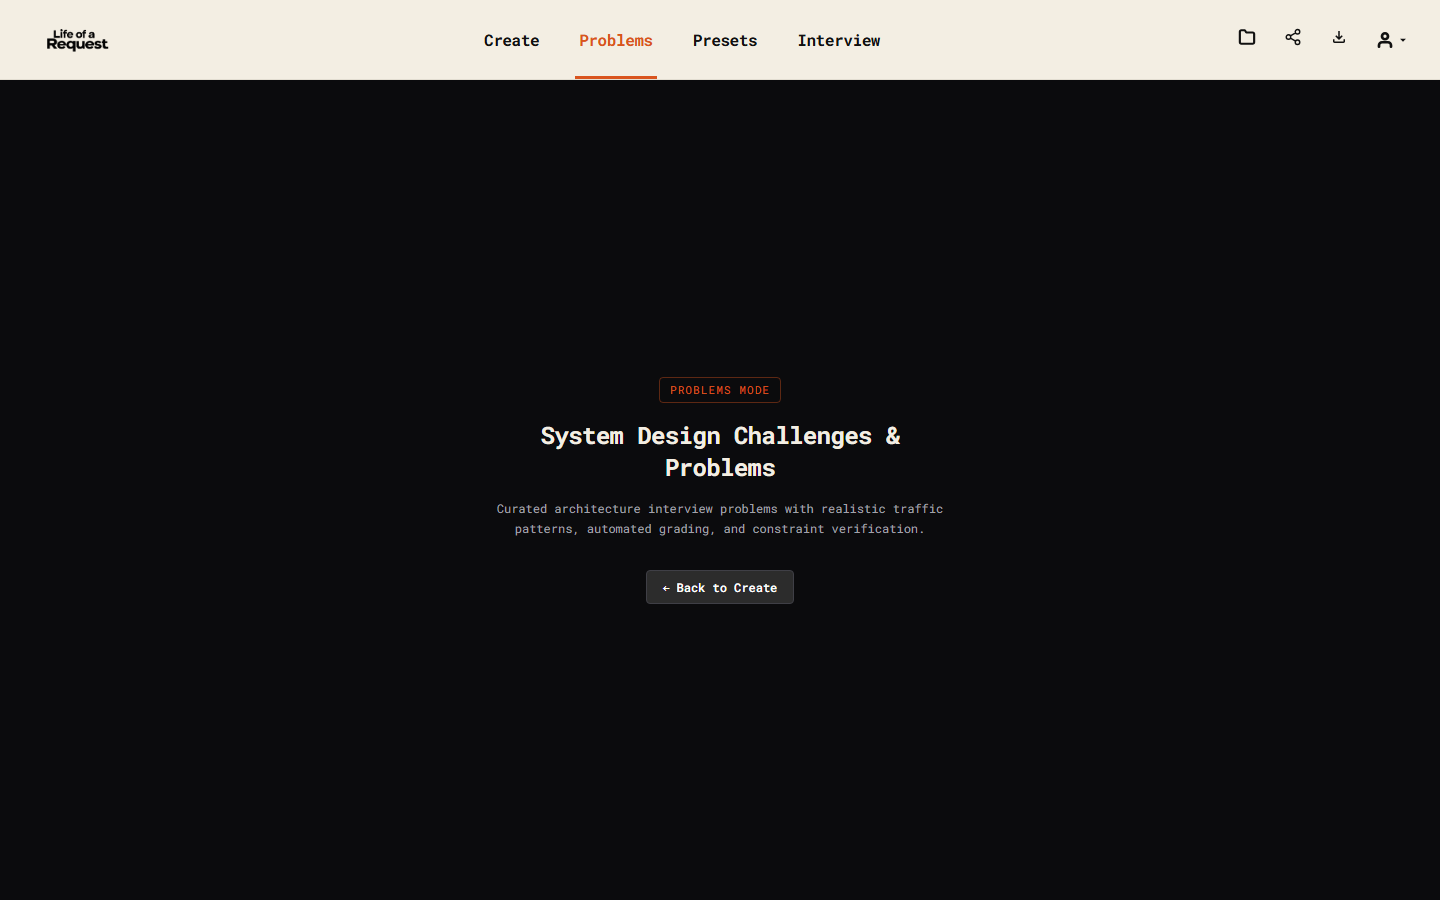 Life of a
Request
Create
Problems
Presets
Interview
PROBLEMS MODE
System Design Challenges &
Problems
Curated architecture interview problems with realistic traffic
patterns, automated grading, and constraint verification.
← Back to Create